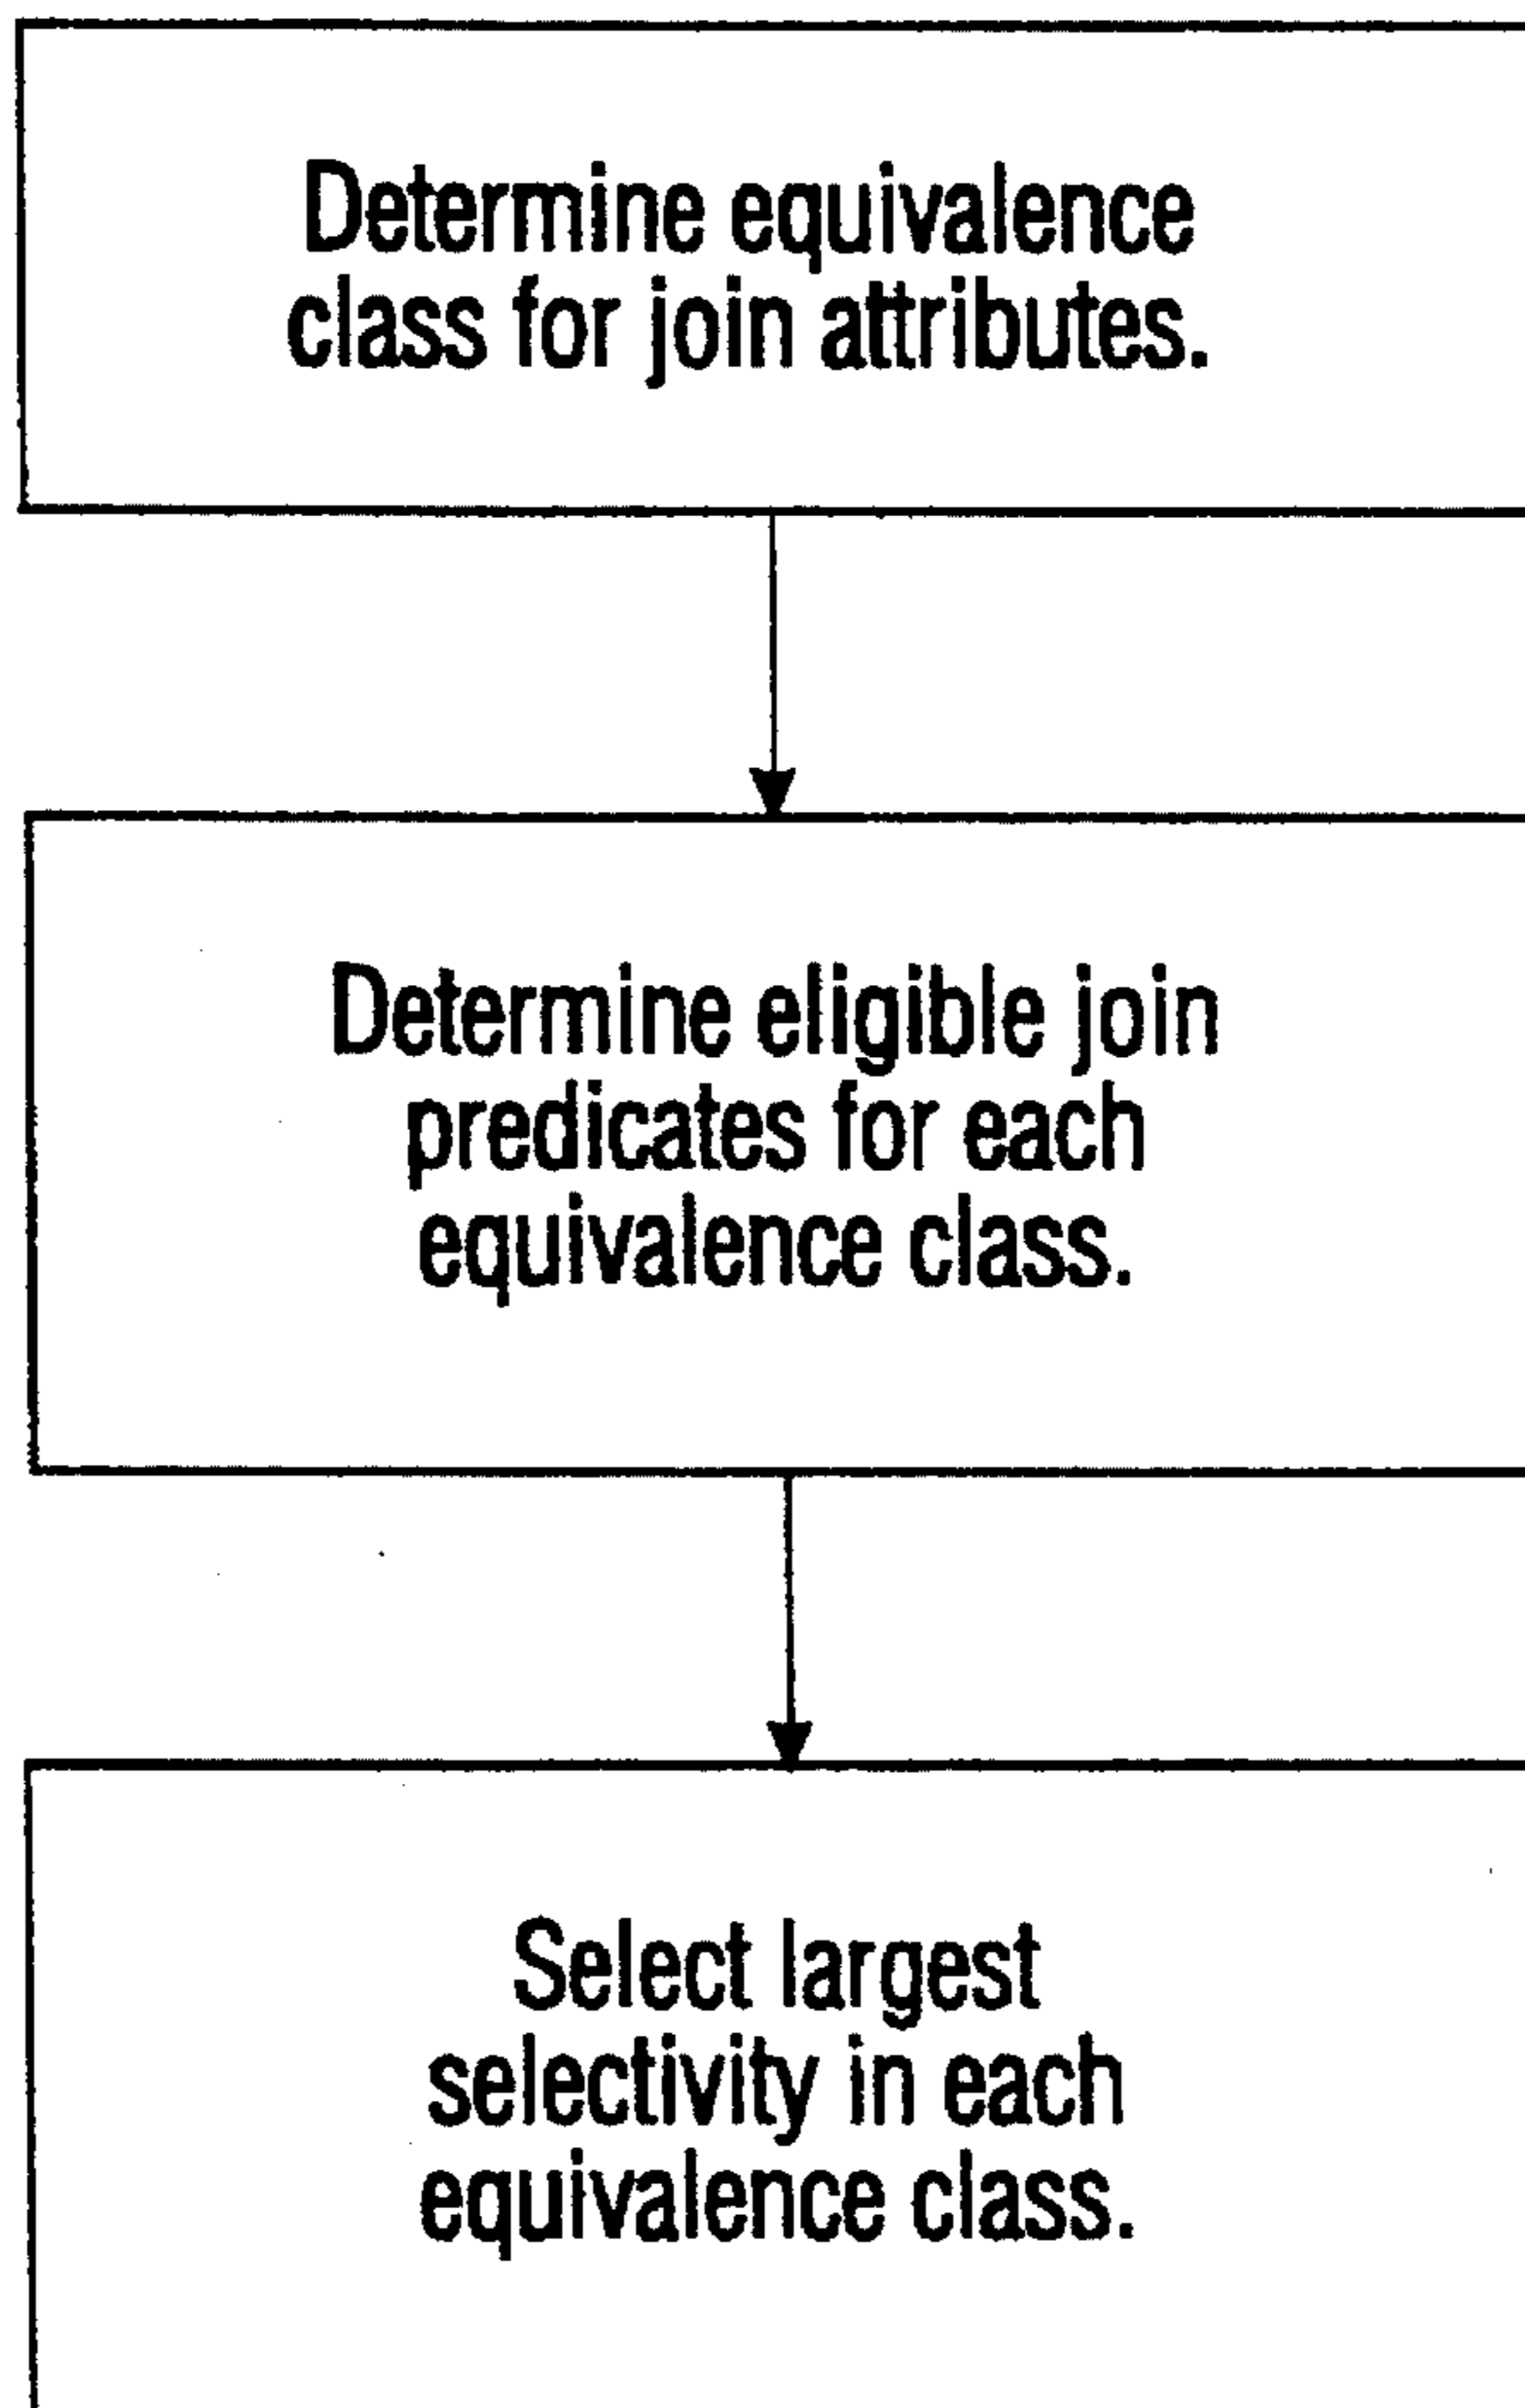 Determine equivalence
class for join attributes.
Determine eligible join
predicates for each
equivalence class.
Select largest
selectivity in each
equivalence class.